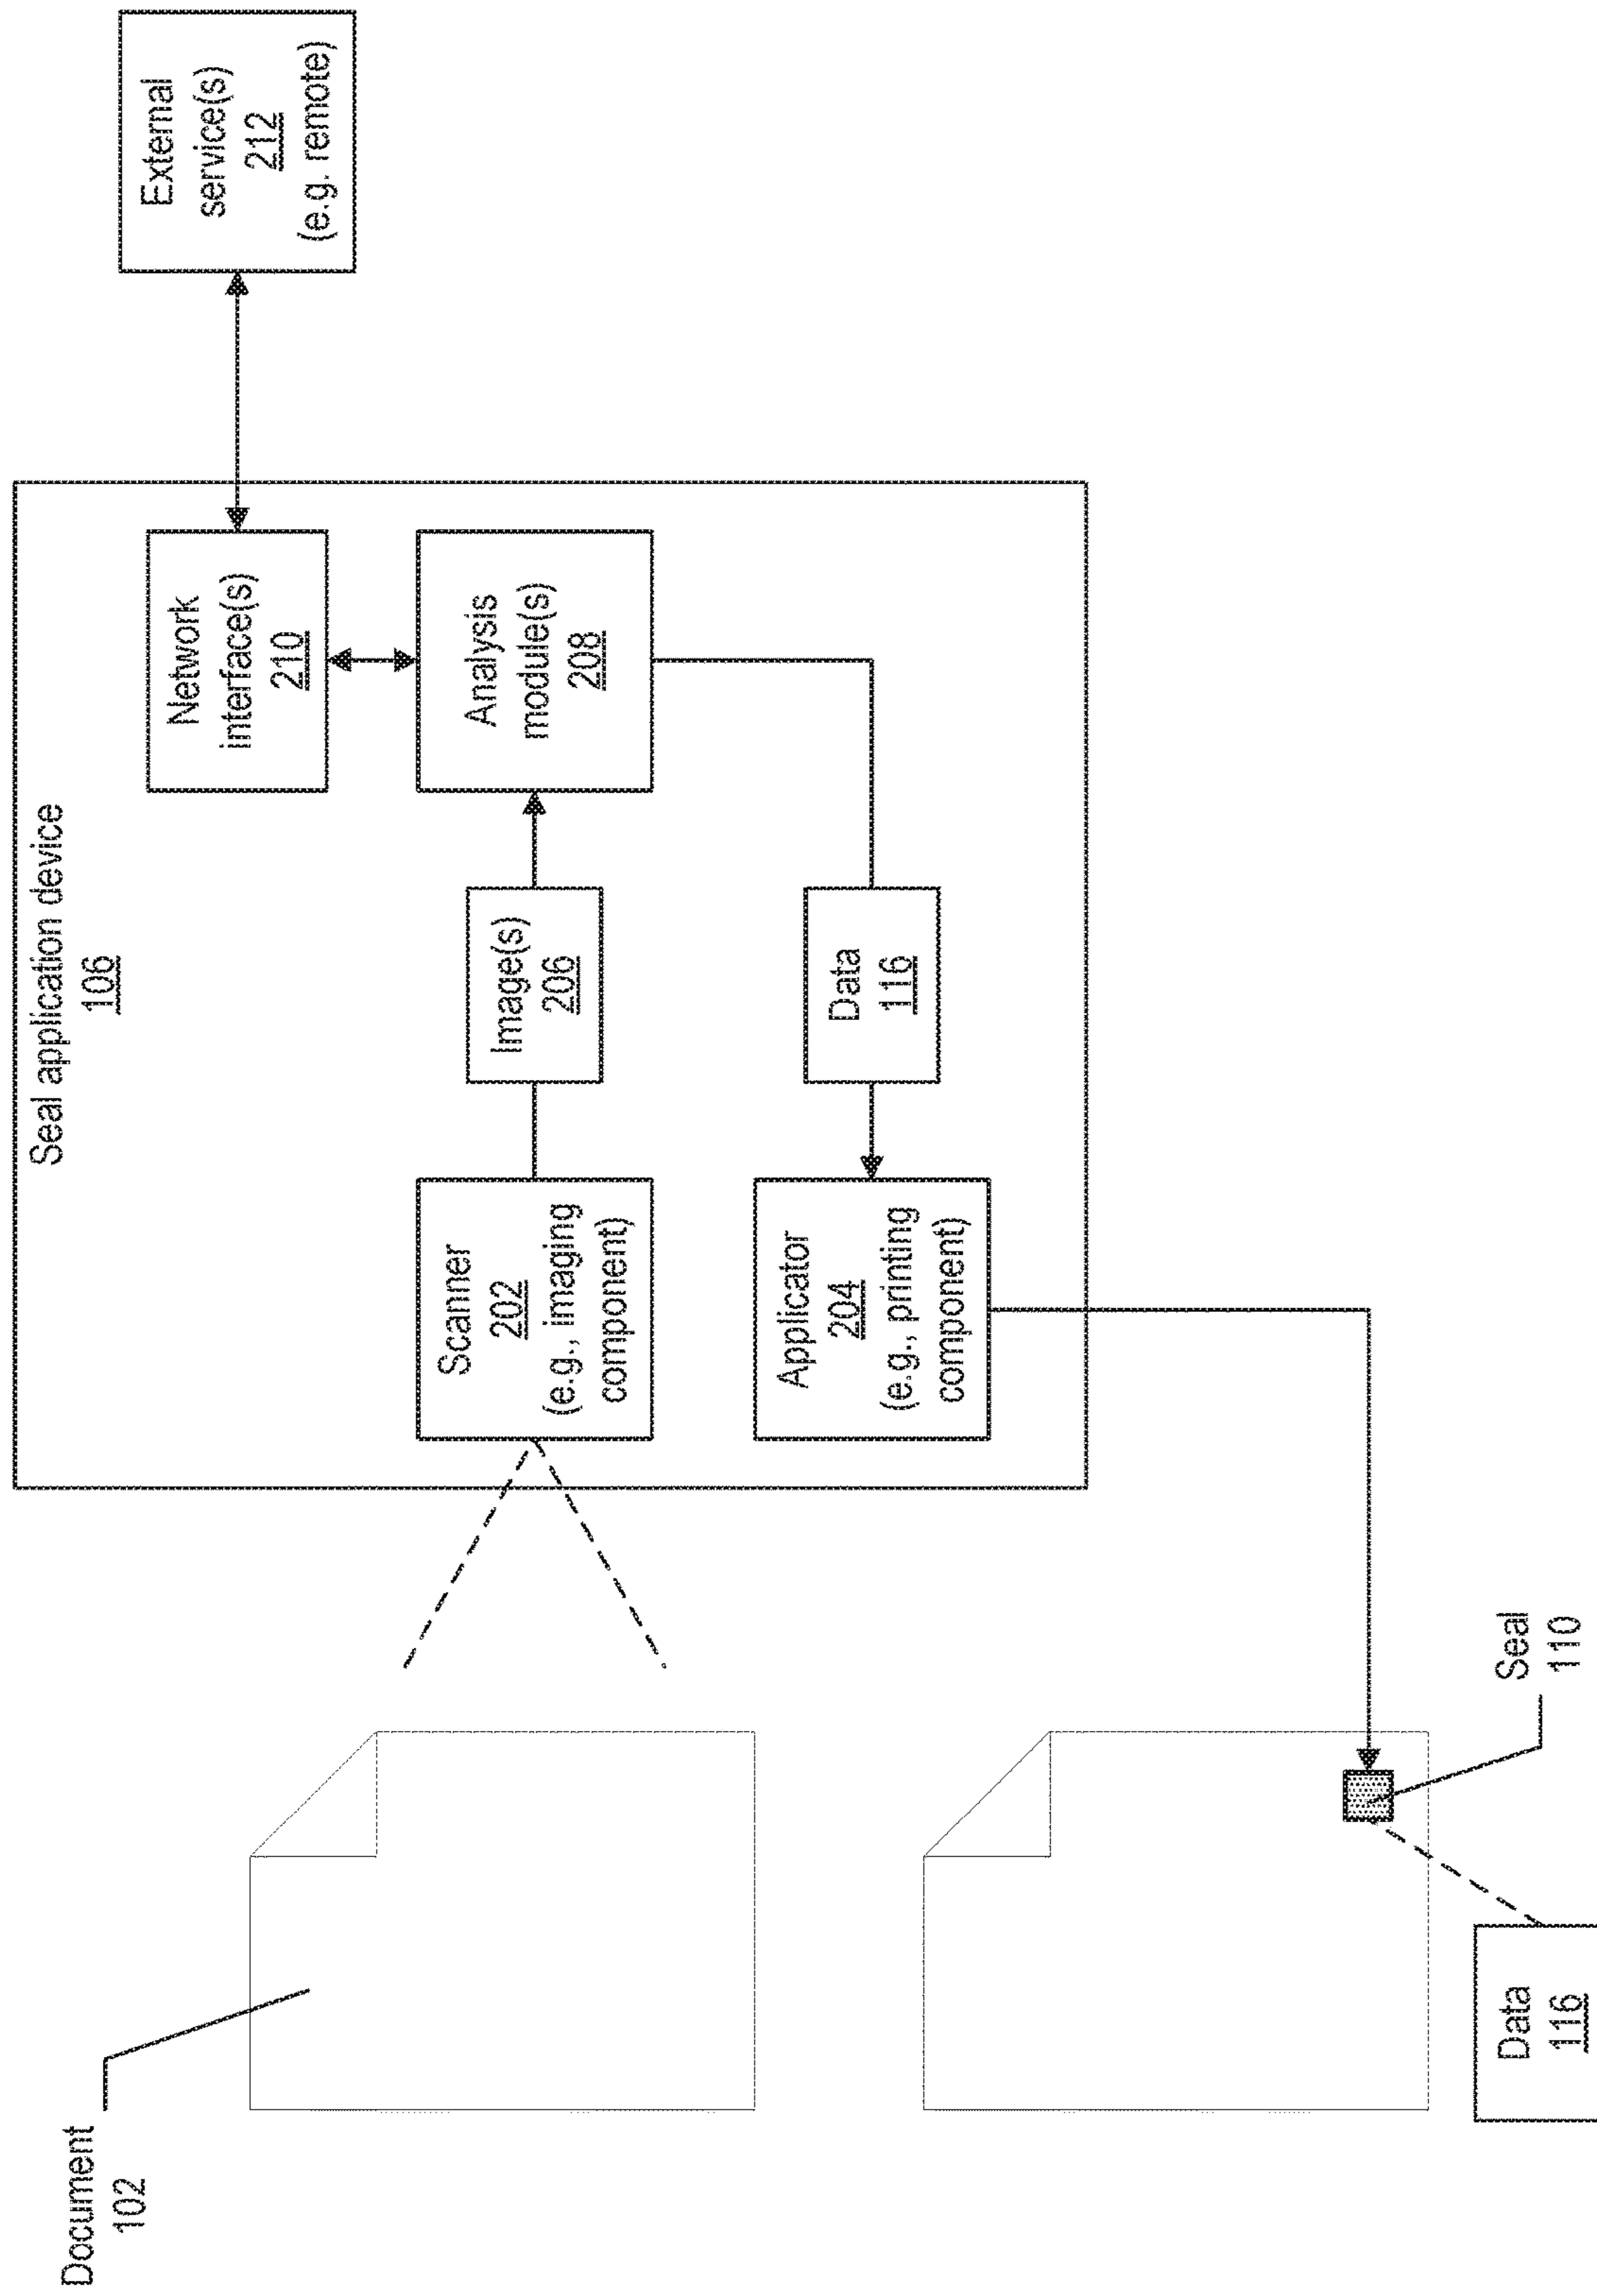 Document
102
Seal application device
106
External
service(s)
212
(e.g. remote)
Network
interface(s)
210
Scanner
202
(e.g., imaging
component)
Image(s)
206
Analysis
module(s)
208
Applicator
204
(e.g., printing
component)
Data
116
Data
116
Seal
110